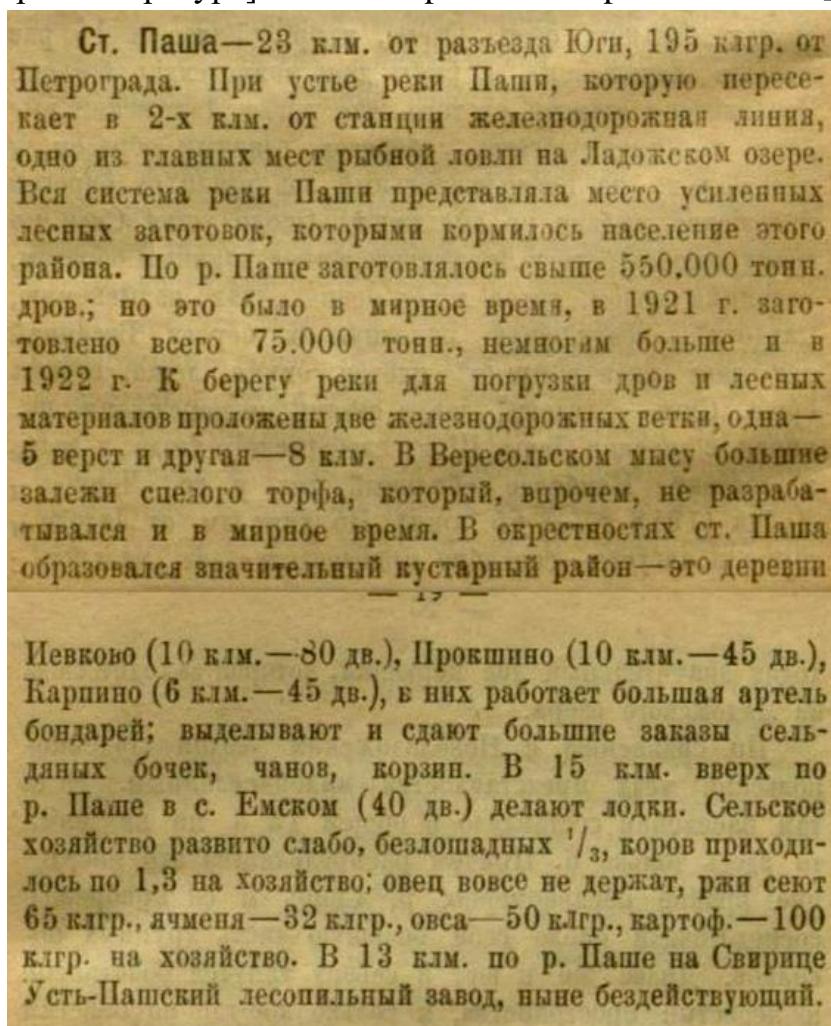 Ст. Паша—23 клм. от разъезда Юги, 195 клгр. от
Петрограда. При устье реки Паши, которую пересе-
кает в 2-х клм. от станции железнодорожная линия,
одно из главных мест рыбной ловли на Ладожском озере.
Вся система реки Паши представляла место усиленных
лесных заготовок, которыми кормилось население этого
района. По р. Паше заготовлялось свыше 550.000 тонн.
дров.; но это было в мирное время, в 1921 г. заго-
товлено всего 75.000 тонн., немногим больше и в
1922 г. К берегу реки для погрузки дров и лесных
материалов проложены две железнодорожных ветки, одна—
5 верст и другая—8 клм. В Вересольском мысу большие
залежи спелого торфа, который, впрочем, не разраба-
тывался и в мирное время. В окрестностях ст. Паша
образовался значительный кустарный район—это деревни
— 19 —
Иевково (10 клм.—80 дв.), Прокшино (10 клм.—45 дв.),
Карпино (6 клм.—45 дв.), в них работает большая артель
бондарей; выделывают и сдают большие заказы сель-
дяных бочек, чанов, корзин. В 15 клм. вверх по
р. Паше в с. Емском (40 дв.) делают лодки. Сельское
хозяйство развито слабо, безлошадных 1/3, коров приходи-
лось по 1,3 на хозяйство; овец вовсе не держат, ржи сеют
65 клгр., ячменя—32 клгр., овса—50 клгр., картоф.—100
клгр. на хозяйство. В 13 клм. по р. Паше на Свирице
Усть-Пашский лесопильный завод, ныне бездействующий.